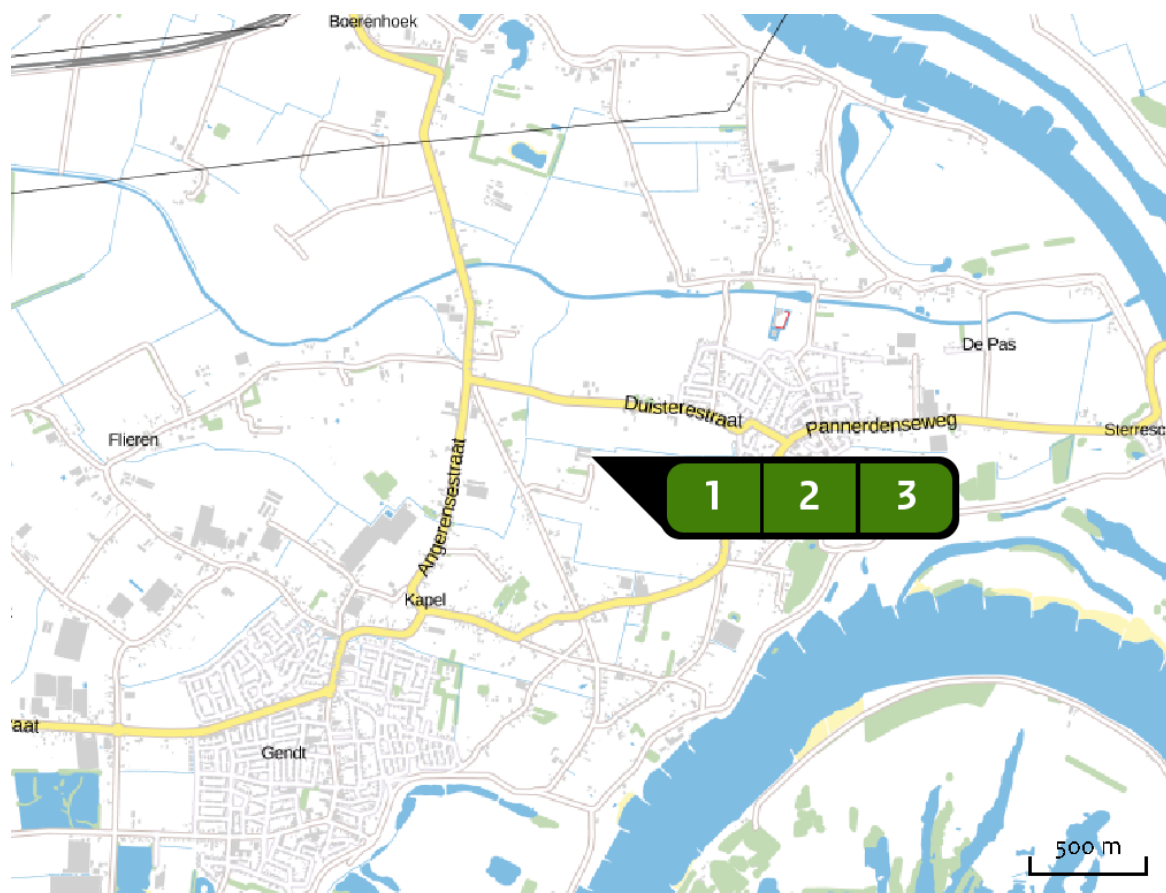 Boerenhoek
De Pas
Duisterestraat
Pannerdenseweg
Sterresc
Flieren
Angerensestraat
1 2 3
Kapel
aat
Gendt
500 m